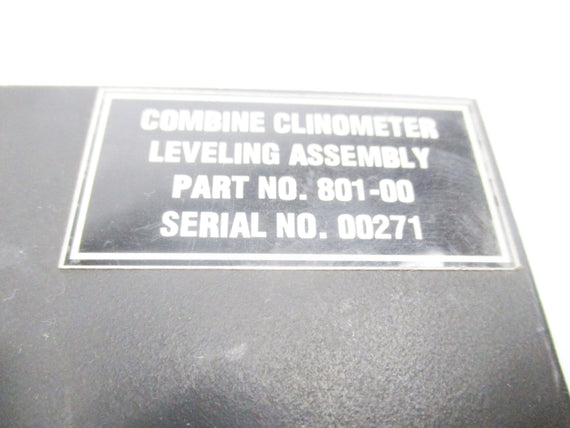 COMBINE CLINOMETER
LEVELING ASSEMBLY
PART NO. 801-00
SERIAL NO. 00271